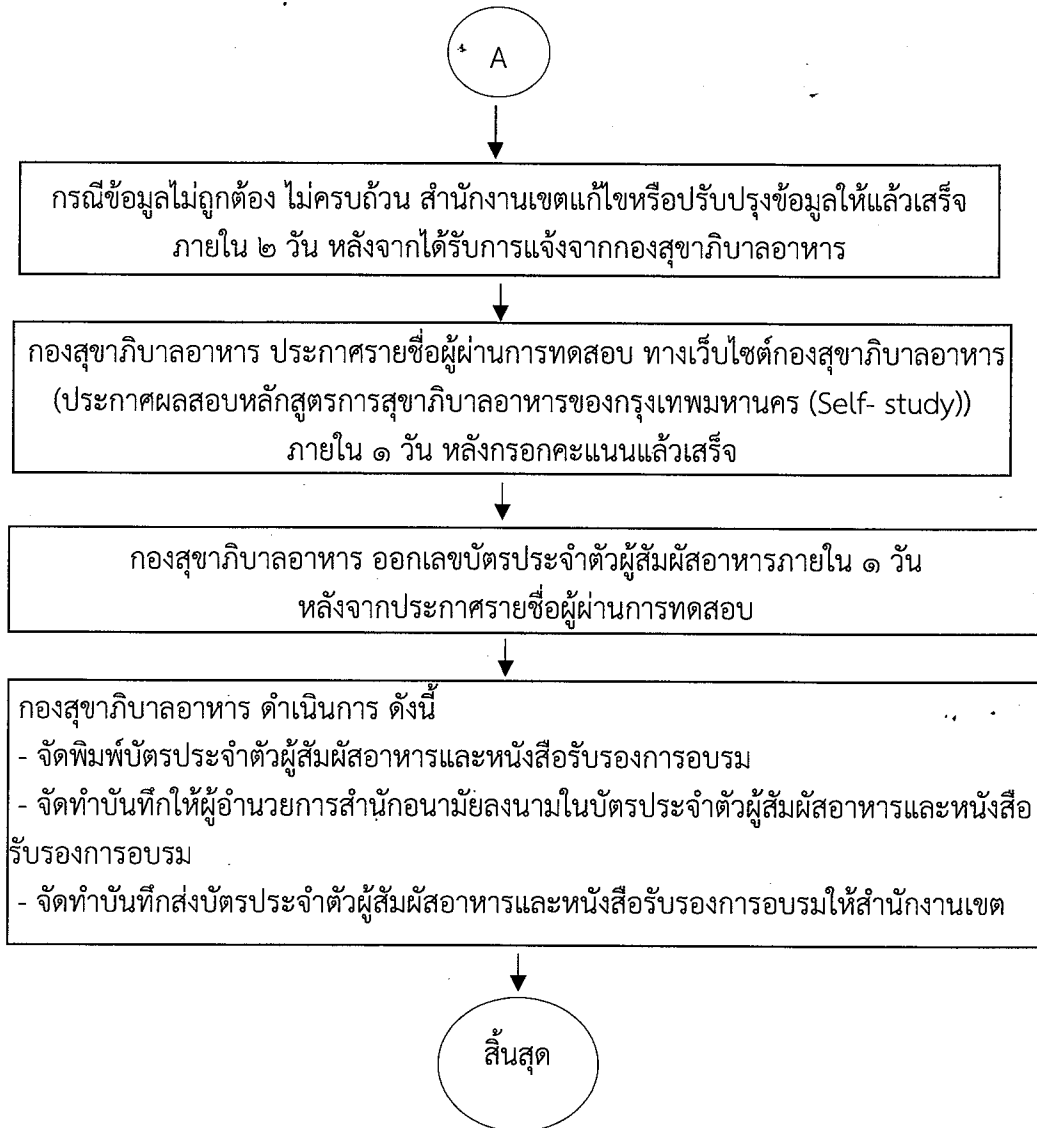 A
กรณีข้อมูลไม่ถูกต้อง ไม่ครบถ้วน สำนักงานเขตแก้ไขหรือปรับปรุงข้อมูลให้แล้วเสร็จ
ภายใน ๒ วัน หลังจากได้รับการแจ้งจากกองสุขาภิบาลอาหาร
กองสุขาภิบาลอาหาร ประกาศรายชื่อผู้ผ่านการทดสอบ ทางเว็บไซต์กองสุขาภิบาลอาหาร
(ประกาศผลสอบหลักสูตรการสุขาภิบาลอาหารของกรุงเทพมหานคร (Self- study))
ภายใน ๑ วัน หลังกรอกคะแนนแล้วเสร็จ
กองสุขาภิบาลอาหาร ออกเลขบัตรประจำตัวผู้สัมผัสอาหารภายใน ๑ วัน
หลังจากประกาศรายชื่อผู้ผ่านการทดสอบ
กองสุขาภิบาลอาหาร ดำเนินการ ดังนี้
- จัดพิมพ์บัตรประจำตัวผู้สัมผัสอาหารและหนังสือรับรองการอบรม
- จัดทำบันทึกให้ผู้อำนวยการสำนักอนามัยลงนามในบัตรประจำตัวผู้สัมผัสอาหารและหนังสือ
รับรองการอบรม
- จัดทำบันทึกส่งบัตรประจำตัวผู้สัมผัสอาหารและหนังสือรับรองการอบรมให้สำนักงานเขต
สิ้นสุด